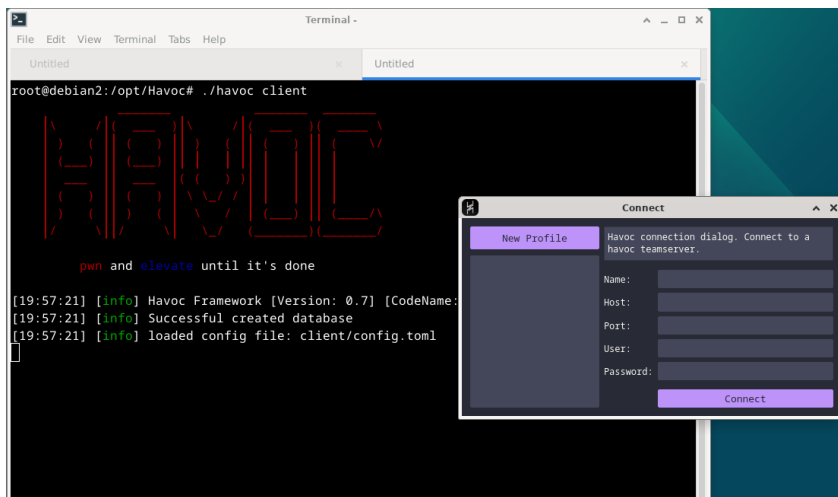 Terminal -
File Edit View Terminal Tabs Help
Untitled
Untitled
root@debian2:/opt/Havoc# ./havoc client
HAVOC
pwn and elevate until it's done
[19:57:21] [info] Havoc Framework [Version: 0.7] [CodeName:
[19:57:21] [info] Successful created database
[19:57:21] [info] loaded config file: client/config.toml
Connect
New Profile
Havoc connection dialog. Connect to a
havoc teamserver.
Name:
Host:
Port:
User:
Password:
Connect